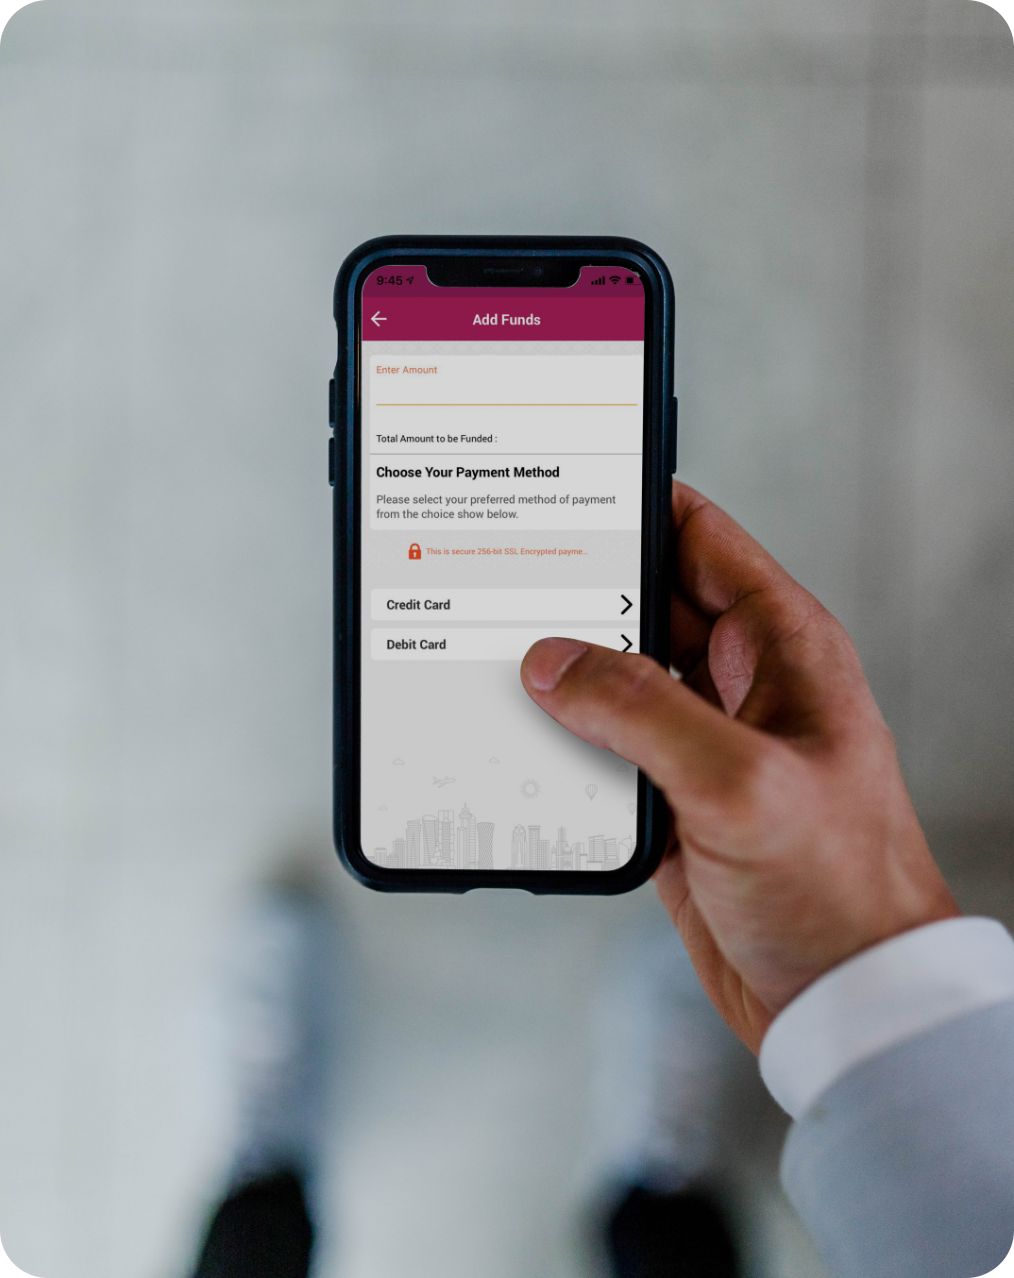 9:45
Add Funds
Enter Amount
Total Amount to be Funded :
Choose Your Payment Method
Please select your preferred method of payment
from the choice show below.
This is secure 256-bit SSL Encrypted payme...
Credit Card
Debit Card